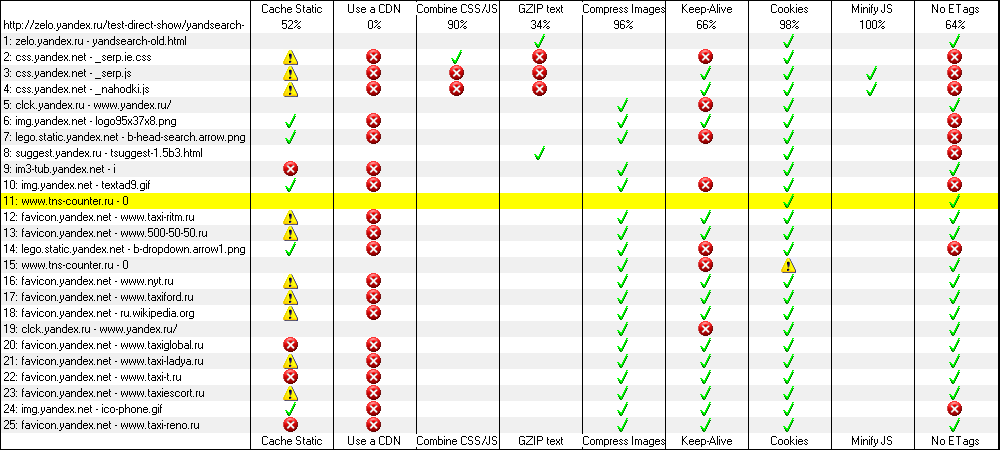 Cache Static Use a CDN Combine CSS/JS GZIP text Compress Images Keep-Alive Cookies Minify JS No ETags
http://zelo.yandex.ru/test-direct-show/yandsearch- 52% 0% 90% 34% 96% 66% 98% 100% 64%
1: zelo.yandex.ru - yandsearch-old.html
2: css.yandex.net - _serp.ie.css
3: css.yandex.net - _serp.js
4: css.yandex.net - _nahodki.js
5: clck.yandex.ru - www.yandex.ru/
6: img.yandex.net - logo95x37x8.png
7: lego.static.yandex.net - b-head-search.arrow.png
8: suggest.yandex.ru - tsuggest-1.5b3.html
9: im3-tub.yandex.net - i
10: img.yandex.net - textad9.gif
11: www.tns-counter.ru - 0
12: favicon.yandex.net - www.taxi-ritm.ru
13: favicon.yandex.net - www.500-50-50.ru
14: lego.static.yandex.net - b-dropdown.arrow1.png
15: www.tns-counter.ru - 0
16: favicon.yandex.net - www.nyt.ru
17: favicon.yandex.net - www.taxiford.ru
18: favicon.yandex.net - ru.wikipedia.org
19: clck.yandex.ru - www.yandex.ru/
20: favicon.yandex.net - www.taxiglobal.ru
21: favicon.yandex.net - www.taxi-ladya.ru
22: favicon.yandex.net - www.taxi-t.ru
23: favicon.yandex.net - www.taxiescort.ru
24: img.yandex.net - ico-phone.gif
25: favicon.yandex.net - www.taxi-reno.ru
Cache Static Use a CDN Combine CSS/JS GZIP text Compress Images Keep-Alive Cookies Minify JS No ETags